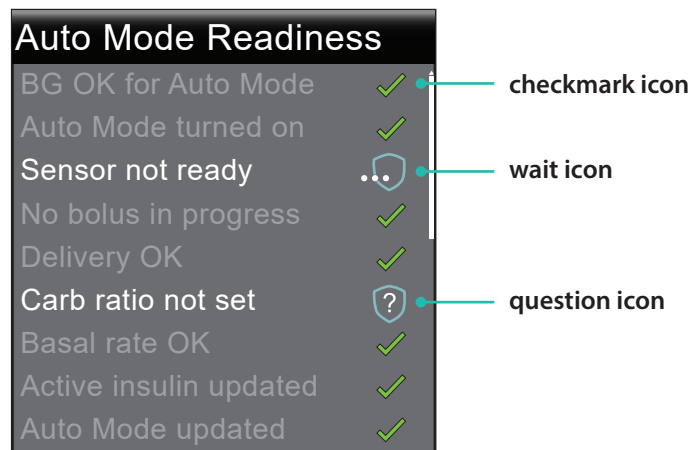 Auto Mode Readiness
BG OK for Auto Mode
checkmark icon
Auto Mode turned on
Sensor not ready
...
wait icon
No bolus in progress
Delivery OK
Carb ratio not set
?
question icon
Basal rate OK
Active insulin updated
Auto Mode updated